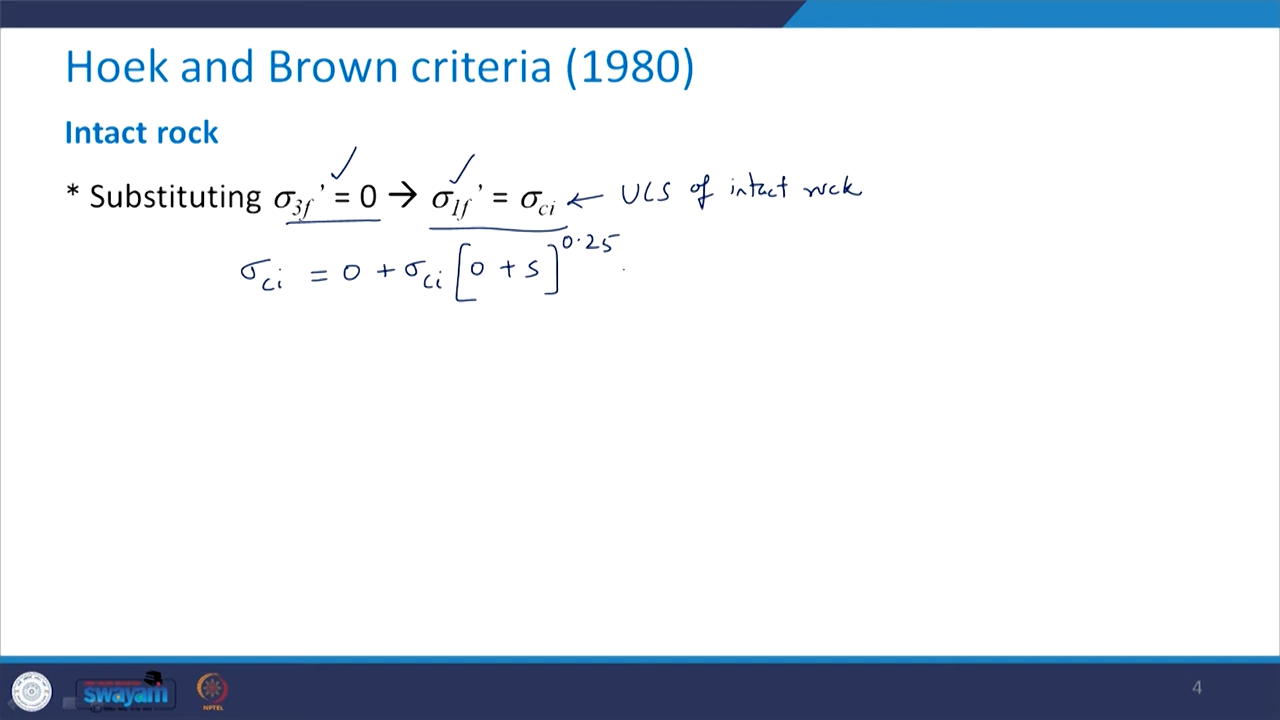 Hoek and Brown criteria (1980)
Intact rock
* Substituting σ3f ’ = 0 → σ1f ’ = σci ← UCS of intact rock
σci = 0 + σci [0 + s]^0.25
swayam
NPTEL
4